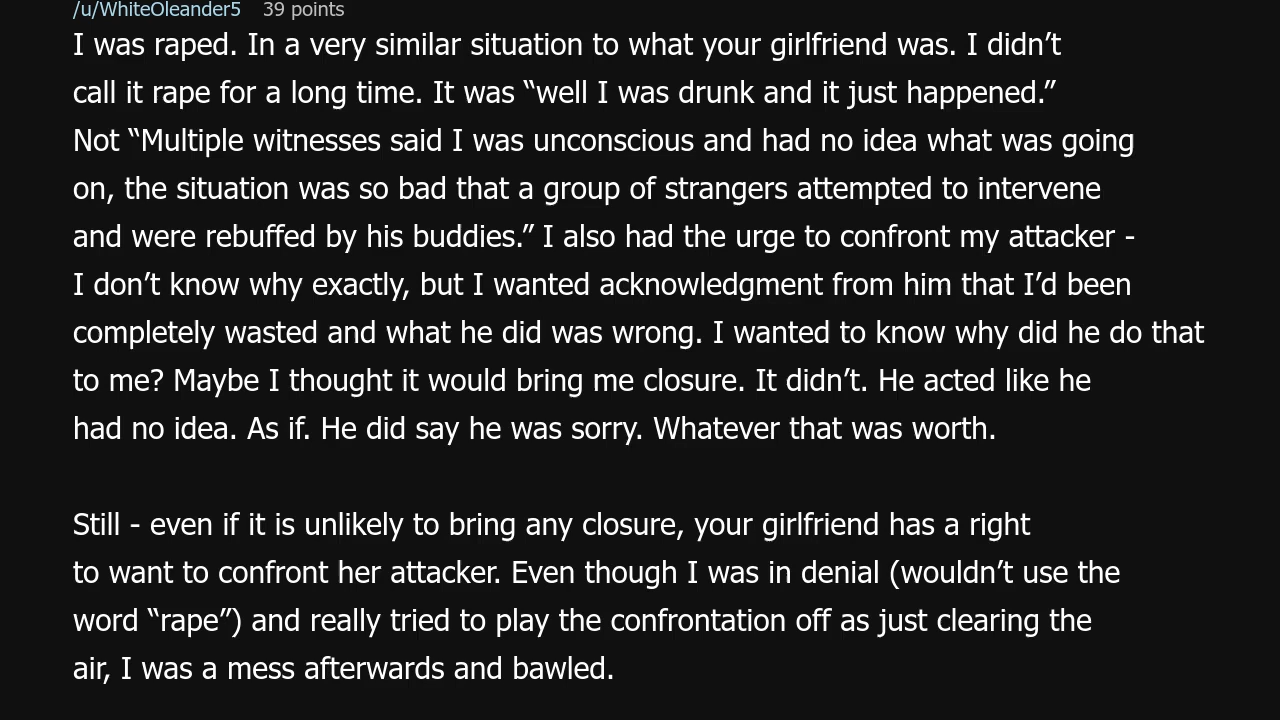 /u/WhiteOleander5 39 points
I was raped. In a very similar situation to what your girlfriend was. I didn’t
call it rape for a long time. It was “well I was drunk and it just happened.”
Not “Multiple witnesses said I was unconscious and had no idea what was going
on, the situation was so bad that a group of strangers attempted to intervene
and were rebuffed by his buddies.” I also had the urge to confront my attacker -
I don’t know why exactly, but I wanted acknowledgment from him that I’d been
completely wasted and what he did was wrong. I wanted to know why did he do that
to me? Maybe I thought it would bring me closure. It didn’t. He acted like he
had no idea. As if. He did say he was sorry. Whatever that was worth.
Still - even if it is unlikely to bring any closure, your girlfriend has a right
to want to confront her attacker. Even though I was in denial (wouldn’t use the
word “rape”) and really tried to play the confrontation off as just clearing the
air, I was a mess afterwards and bawled.